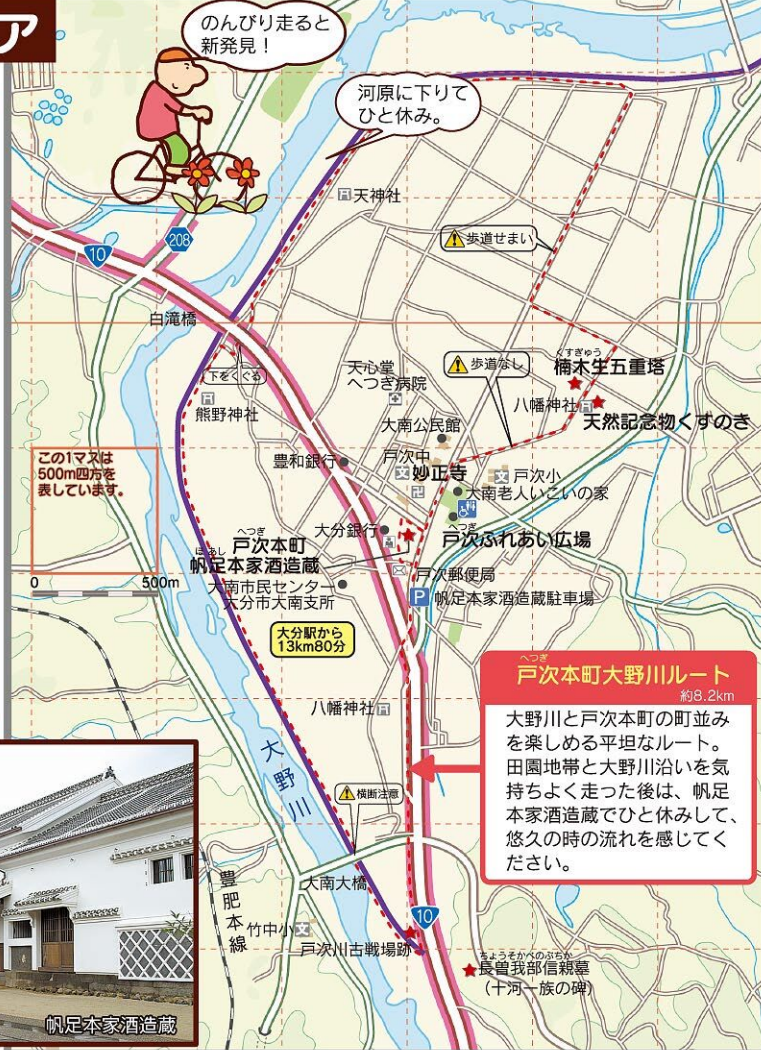 ア
のんびり走ると
新発見！
河原に下りて
ひと休み。
天神社
歩道せまい
208
10
白滝橋
下をくぐる
熊野神社
天心堂
へつぎ病院
歩道なし
くすぎゅう
楠木生五重塔
八幡神社
天然記念物くすのき
大南公民館
戸次中
文
妙正寺
文
戸次小
豊和銀行
大南老人いこいの家
この1マスは
500m四方を
表しています。
大分銀行
へつぎ
戸次ふれあい広場
へつぎ
戸次本町
ほあし
帆足本家酒造蔵
0 500m
戸次郵便局
大南市民センター
大分市大南支所
P
帆足本家酒造蔵駐車場
大分駅から
13km80分
へつぎ
戸次本町大野川ルート
約8.2km
大野川と戸次本町の町並み
を楽しめる平坦なルート。
田園地帯と大野川沿いを気
持ちよく走った後は、帆足
本家酒造蔵でひと休みして、
悠久の時の流れを感じてく
ださい。
八幡神社
大野川
横断注意
大南大橋
豊肥本線
10
竹中小
文
戸次川古戦場跡
ちょうそかべのぶちか
長曽我部信親墓
(十河一族の碑)
帆足本家酒造蔵